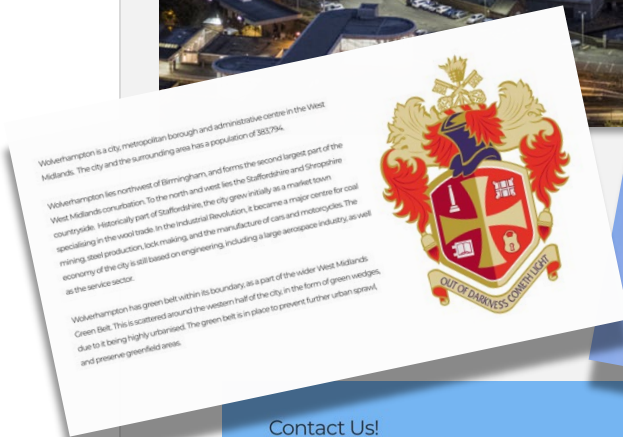 Wolverhampton is a city, metropolitan borough and administrative centre in the West
Midlands. The city and the surrounding area has a population of 383,794.
Wolverhampton lies northwest of Birmingham, and forms the second largest part of the
West Midlands conurbation. To the north and west lies the Staffordshire and Shropshire
countryside. Historically part of Staffordshire, the city grew initially as a market town
specialising in the wool trade. In the Industrial Revolution, it became a major centre for coal
mining, steel production, lock making, and the manufacture of cars and motorcycles. The
economy of the city is still based on engineering, including a large aerospace industry, as well
as the service sector.
Wolverhampton has green belt within its boundary, as a part of the wider West Midlands
Green Belt. This is scattered around the western half of the city, in the form of green wedges,
due to it being highly urbanised. The green belt is in place to prevent further urban sprawl,
and preserve greenfield areas.
OUT OF DARKNESS COMETH LIGHT
Contact Us!